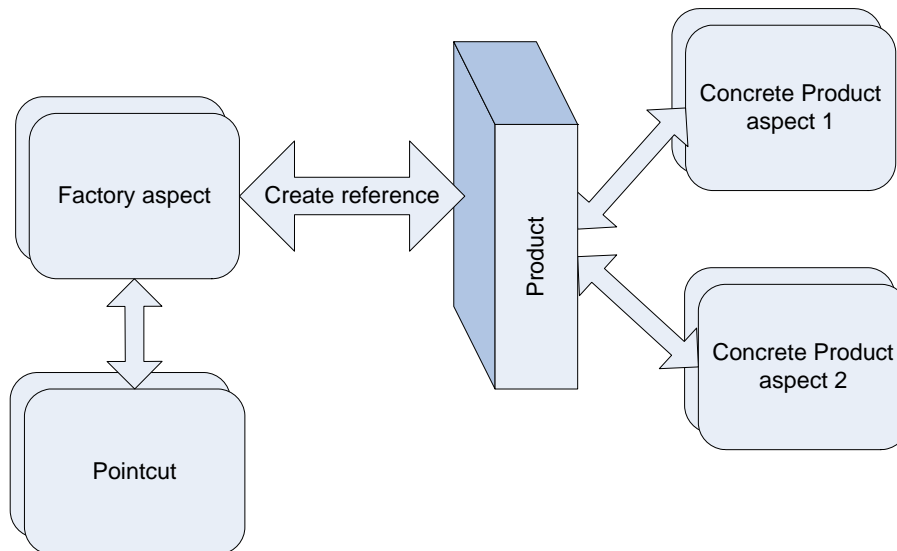 Concrete Product
aspect 1
Factory aspect
Create reference
Product
Concrete Product
aspect 2
Pointcut